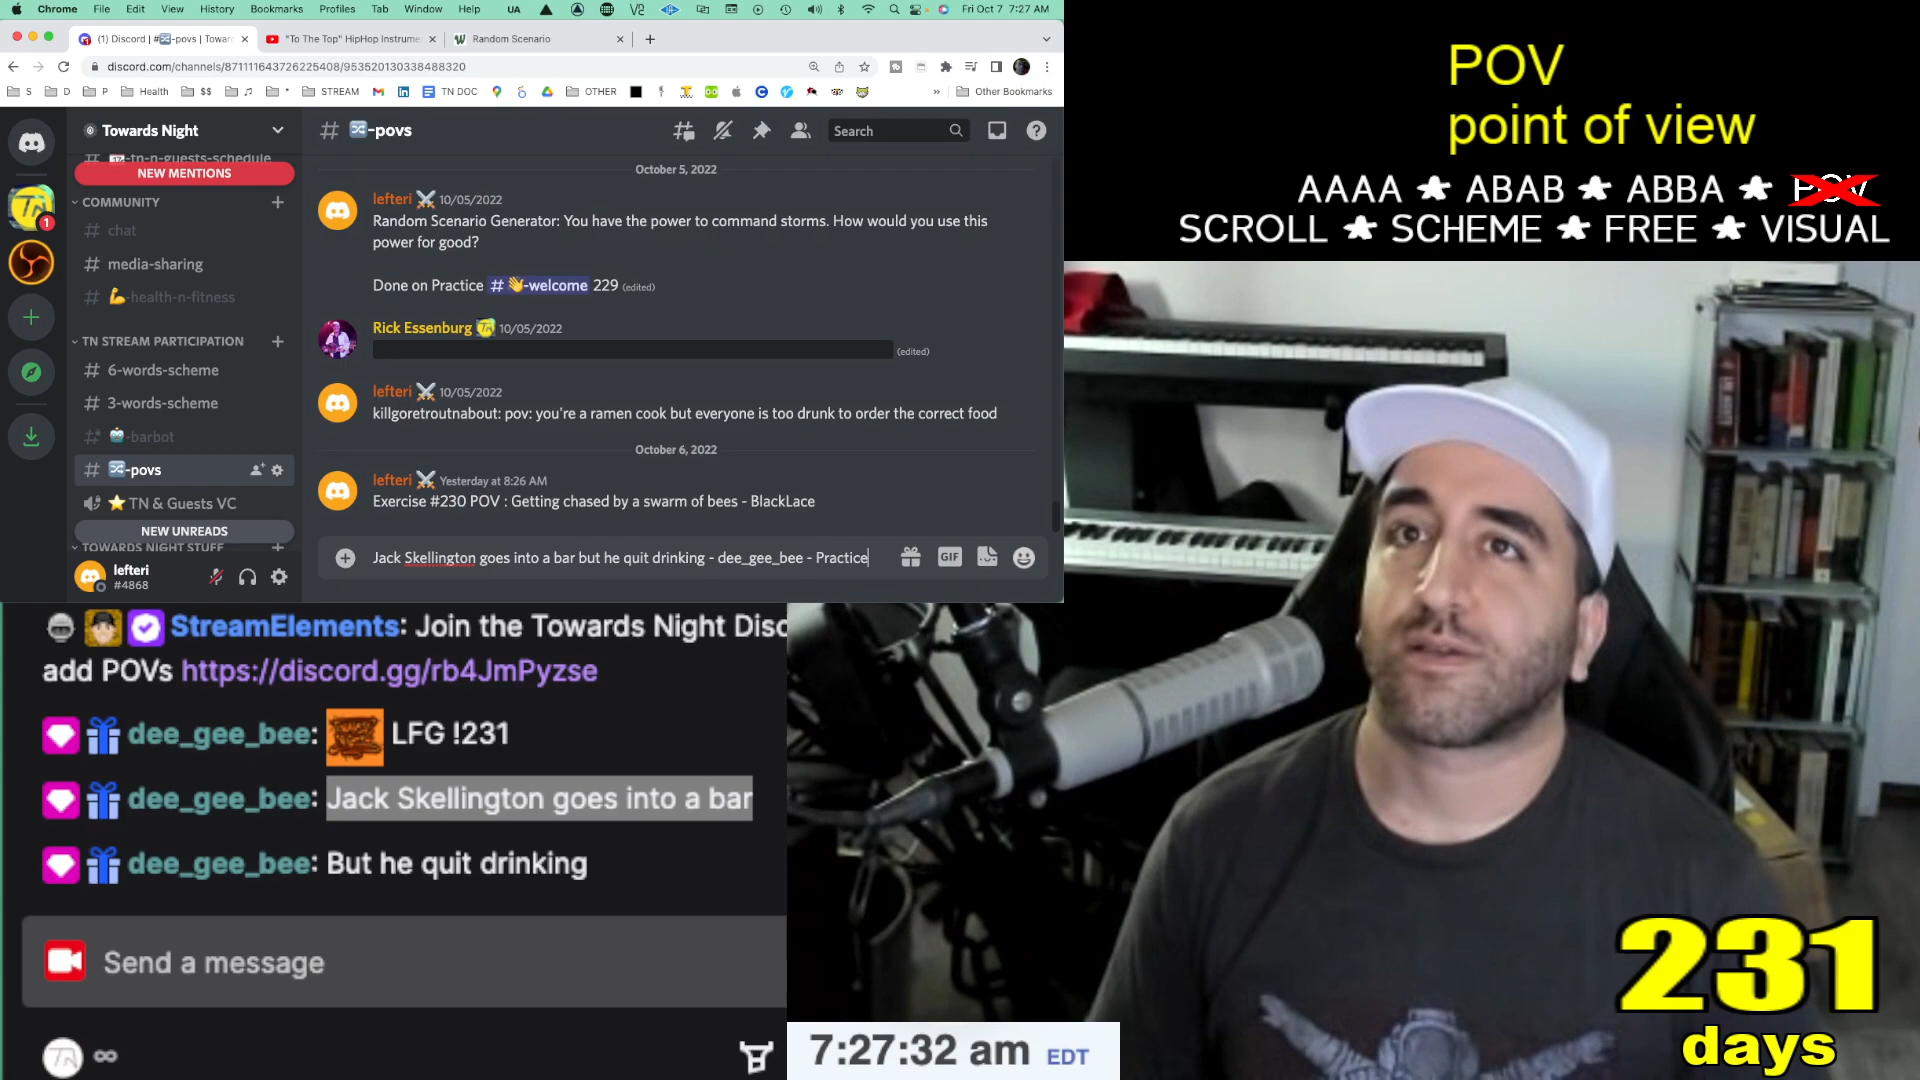 Chrome File Edit View History Bookmarks Profiles Tab Window Help UA Fri Oct 7 7:27 AM
(1) Discord | #🔀-povs | Towar
"To The Top" HipHop Instrume
Random Scenario
discord.com/channels/871111643726225408/953520130338488320
S D P Health $$ * STREAM TN DOC OTHER » Other Bookmarks
Towards Night
-tn-n-guests-schedule
NEW MENTIONS
COMMUNITY
# chat
# media-sharing
# 💪-health-n-fitness
TN STREAM PARTICIPATION
# 6-words-scheme
# 3-words-scheme
# 🤖-barbot
# 🔀-povs
⭐ TN & Guests VC
NEW UNREADS
TOWARDS NIGHT STUFF
lefteri
#4868
# 🔀-povs
Search
October 5, 2022
lefteri ⚔ 10/05/2022
Random Scenario Generator: You have the power to command storms. How would you use this
power for good?
Done on Practice # 👋-welcome 229 (edited)
Rick Essenburg TN 10/05/2022
(edited)
lefteri ⚔ 10/05/2022
killgoretroutnabout: pov: you're a ramen cook but everyone is too drunk to order the correct food
October 6, 2022
lefteri ⚔ Yesterday at 8:26 AM
Exercise #230 POV : Getting chased by a swarm of bees - BlackLace
Jack Skellington goes into a bar but he quit drinking - dee_gee_bee - Practice
GIF
POV
point of view
AAAA ABAB ABBA POV
SCROLL SCHEME FREE VISUAL
StreamElements: Join the Towards Night Disc
add POVs https://discord.gg/rb4JmPyzse
dee_gee_bee: LFG !231
dee_gee_bee: Jack Skellington goes into a bar
dee_gee_bee: But he quit drinking
Send a message
TN ∞
7:27:32 am EDT
231
days